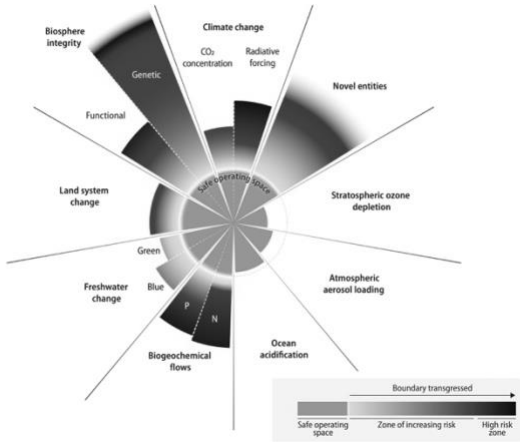 Climate change
Biosphere
integrity
CO₂
concentration
Radiative
forcing
Genetic
Novel entities
Functional
Safe operating space
Land system
change
Stratospheric ozone
depletion
Green
Freshwater
change
Blue
Atmospheric
aerosol loading
P
N
Biogeochemical
flows
Ocean
acidification
Boundary transgressed
Safe operating
space
Zone of increasing risk
High risk
zone